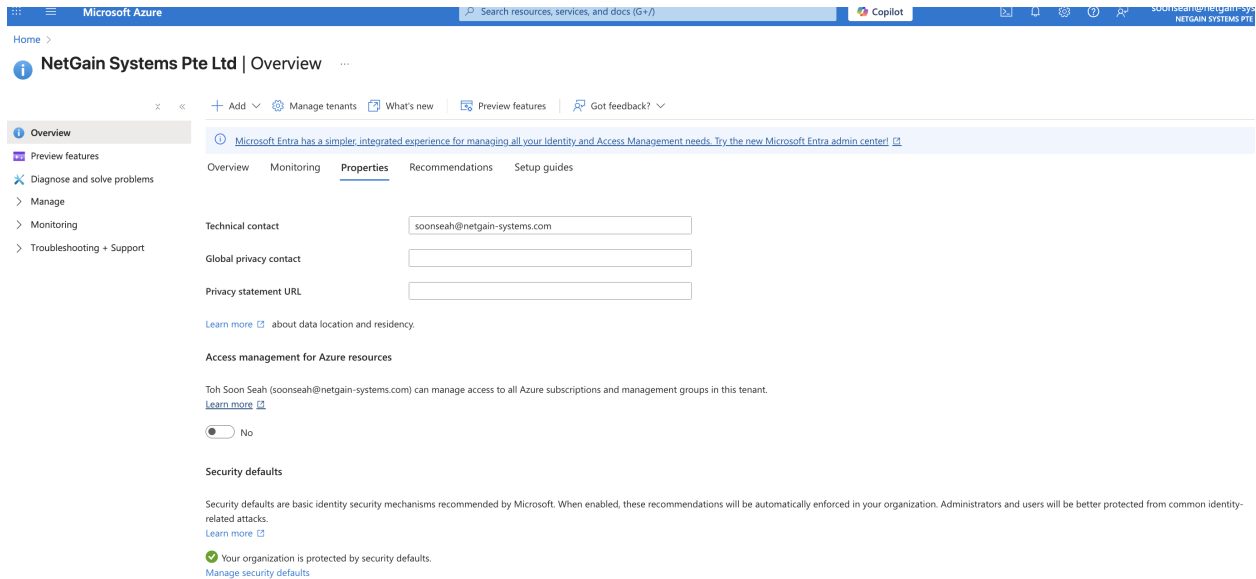 Microsoft Azure
Search resources, services, and docs (G+/)
Copilot
soonseah@netgain-sys
NETGAIN SYSTEMS PTE
Home >
NetGain Systems Pte Ltd | Overview ...
+ Add Manage tenants What's new Preview features Got feedback?
Overview
Preview features
Diagnose and solve problems
Manage
Monitoring
Troubleshooting + Support
Microsoft Entra has a simpler, integrated experience for managing all your Identity and Access Management needs. Try the new Microsoft Entra admin center!
Overview Monitoring Properties Recommendations Setup guides
Technical contact soonseah@netgain-systems.com
Global privacy contact
Privacy statement URL
Learn more about data location and residency.
Access management for Azure resources
Toh Soon Seah (soonseah@netgain-systems.com) can manage access to all Azure subscriptions and management groups in this tenant.
Learn more
No
Security defaults
Security defaults are basic identity security mechanisms recommended by Microsoft. When enabled, these recommendations will be automatically enforced in your organization. Administrators and users will be better protected from common identity-
related attacks.
Learn more
Your organization is protected by security defaults.
Manage security defaults